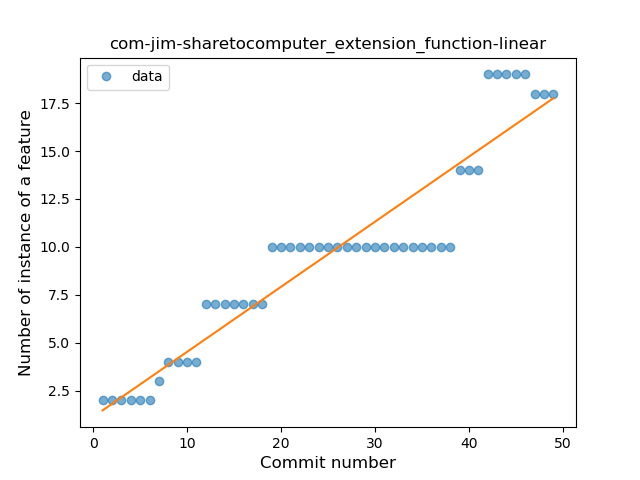 com-jim-sharetocomputer_extension_function-linear
data
Number of instance of a feature
17.5
15.0
12.5
10.0
7.5
5.0
2.5
0 10 20 30 40 50
Commit number